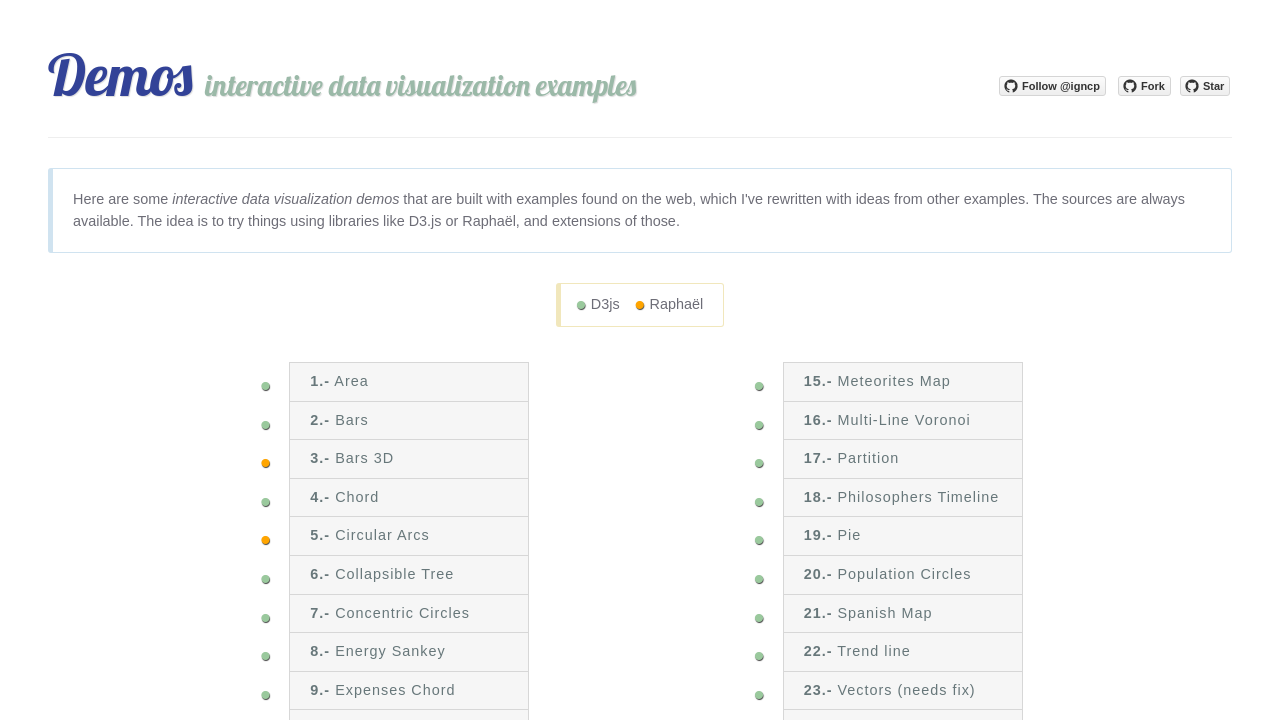 Demos interactive data visualization examples
Follow @igncp Fork Star
Here are some interactive data visualization demos that are built with examples found on the web, which I've rewritten with ideas from other examples. The sources are always
available. The idea is to try things using libraries like D3.js or Raphaël, and extensions of those.
D3js Raphaël
1.- Area
2.- Bars
3.- Bars 3D
4.- Chord
5.- Circular Arcs
6.- Collapsible Tree
7.- Concentric Circles
8.- Energy Sankey
9.- Expenses Chord
15.- Meteorites Map
16.- Multi-Line Voronoi
17.- Partition
18.- Philosophers Timeline
19.- Pie
20.- Population Circles
21.- Spanish Map
22.- Trend line
23.- Vectors (needs fix)